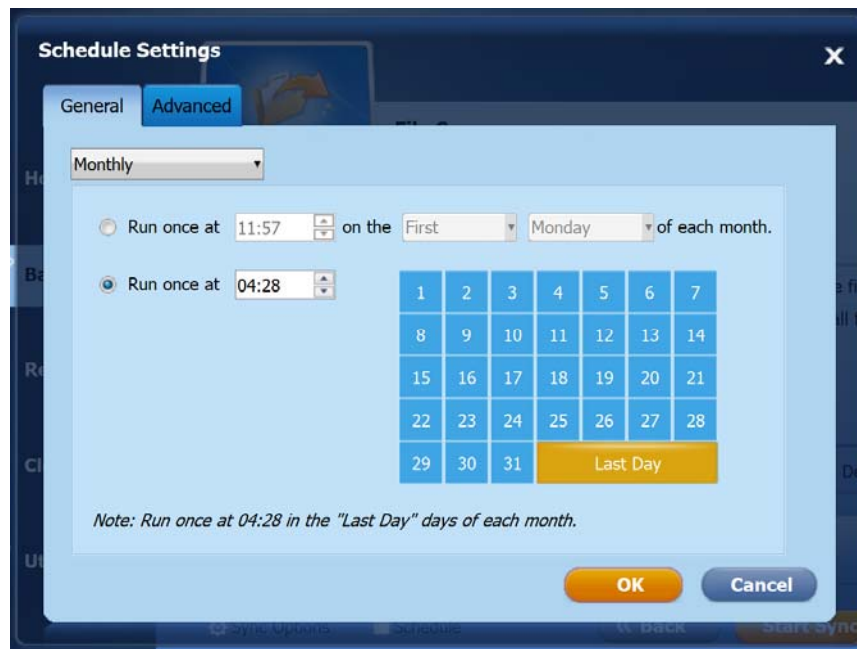 Schedule Settings
X
General Advanced
Monthly
Run once at 11:57 on the First Monday of each month.
Run once at 04:28
1 2 3 4 5 6 7
8 9 10 11 12 13 14
15 16 17 18 19 20 21
22 23 24 25 26 27 28
29 30 31 Last Day
Note: Run once at 04:28 in the "Last Day" days of each month.
OK Cancel
Sync Options Schedule << Back Start Sync